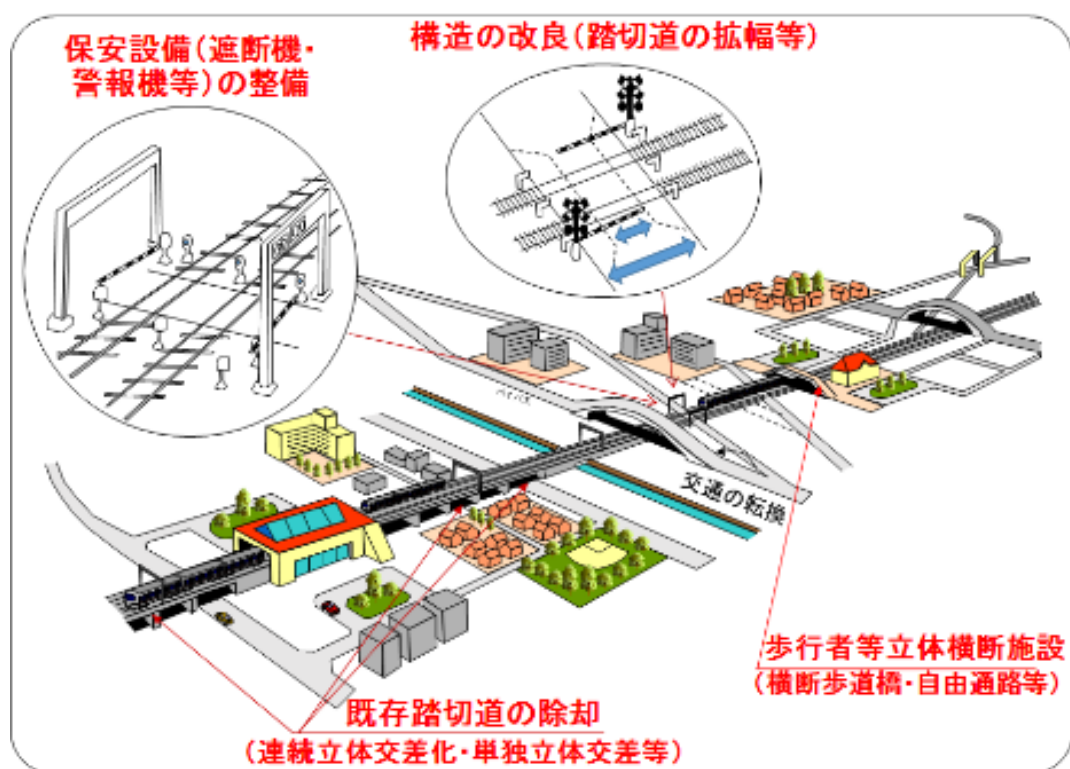 保安設備(遮断機・
警報機等)の整備
構造の改良(踏切道の拡幅等)
交通の転換
歩行者等立体横断施設
(横断歩道橋・自由通路等)
既存踏切道の除却
(連続立体交差化・単独立体交差等)